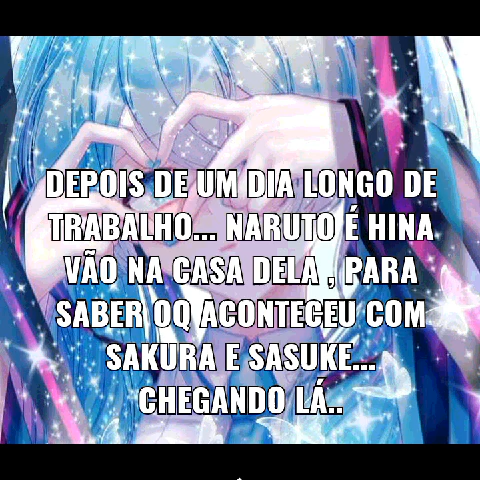 DEPOIS DE UM DIA LONGO DE
TRABALHO... NARUTO É HINA
VÃO NA CASA DELA , PARA
SABER OQ ACONTECEU COM
SAKURA E SASUKE...
CHEGANDO LÁ..